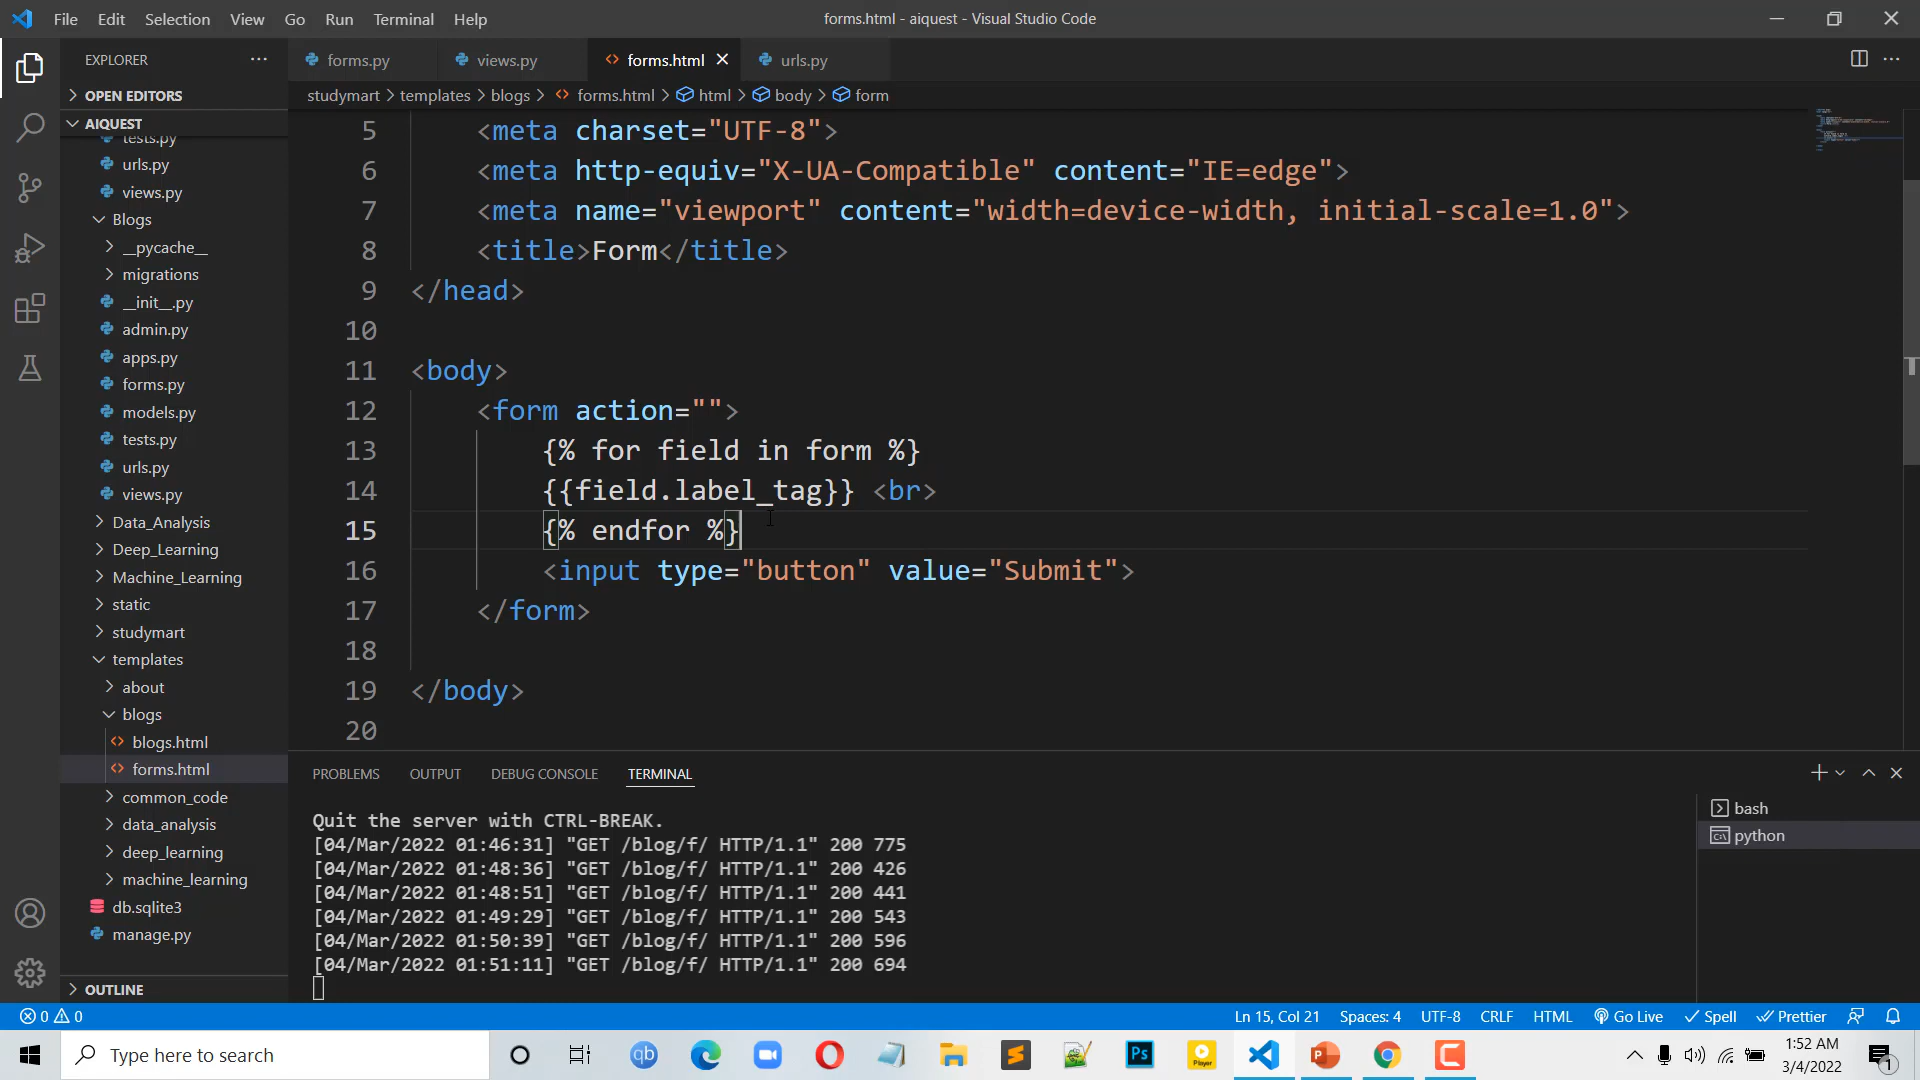 File Edit Selection View Go Run Terminal Help
forms.html - aiquest - Visual Studio Code
EXPLORER
forms.py
views.py
forms.html
urls.py
OPEN EDITORS
studymart > templates > blogs > forms.html > html > body > form
AIQUEST
tests.py
urls.py
views.py
Blogs
__pycache__
migrations
__init__.py
admin.py
apps.py
forms.py
models.py
tests.py
urls.py
views.py
Data_Analysis
Deep_Learning
Machine_Learning
static
studymart
templates
about
blogs
blogs.html
forms.html
common_code
data_analysis
deep_learning
machine_learning
db.sqlite3
manage.py
OUTLINE
5 <meta charset="UTF-8">
6 <meta http-equiv="X-UA-Compatible" content="IE=edge">
7 <meta name="viewport" content="width=device-width, initial-scale=1.0">
8 <title>Form</title>
9 </head>
10
11 <body>
12 <form action="">
13 {% for field in form %}
14 {{field.label_tag}} <br>
15 {% endfor %}
16 <input type="button" value="Submit">
17 </form>
18
19 </body>
20
PROBLEMS OUTPUT DEBUG CONSOLE TERMINAL
Quit the server with CTRL-BREAK.
[04/Mar/2022 01:46:31] "GET /blog/f/ HTTP/1.1" 200 775
[04/Mar/2022 01:48:36] "GET /blog/f/ HTTP/1.1" 200 426
[04/Mar/2022 01:48:51] "GET /blog/f/ HTTP/1.1" 200 441
[04/Mar/2022 01:49:29] "GET /blog/f/ HTTP/1.1" 200 543
[04/Mar/2022 01:50:39] "GET /blog/f/ HTTP/1.1" 200 596
[04/Mar/2022 01:51:11] "GET /blog/f/ HTTP/1.1" 200 694
bash
python
0 0
Ln 15, Col 21 Spaces: 4 UTF-8 CRLF HTML Go Live Spell Prettier
Type here to search
qb
Ps
Player
1:52 AM
3/4/2022
1